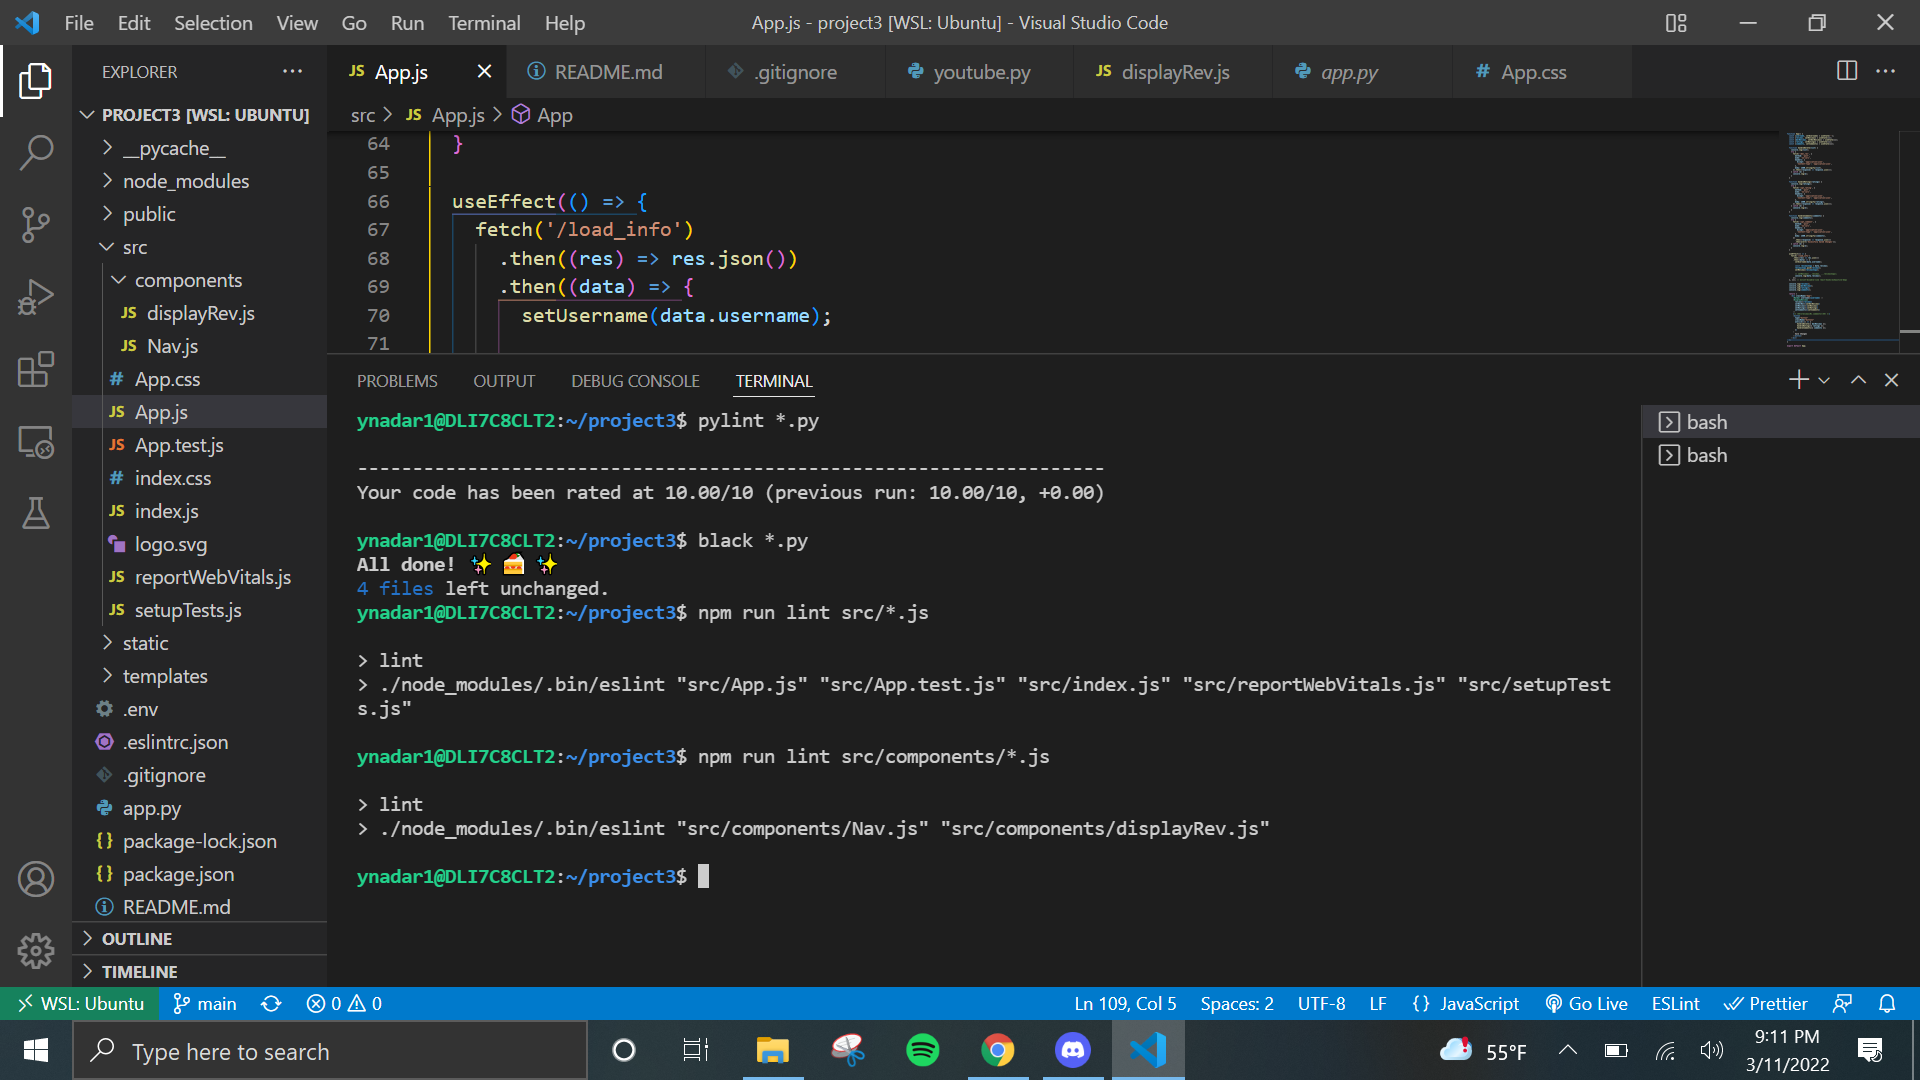 File Edit Selection View Go Run Terminal Help
App.js - project3 [WSL: Ubuntu] - Visual Studio Code
EXPLORER
PROJECT3 [WSL: UBUNTU]
__pycache__
node_modules
public
src
components
JS displayRev.js
JS Nav.js
# App.css
JS App.js
JS App.test.js
# index.css
JS index.js
logo.svg
JS reportWebVitals.js
JS setupTests.js
static
templates
.env
.eslintrc.json
.gitignore
app.py
{} package-lock.json
{} package.json
README.md
OUTLINE
TIMELINE
JS App.js README.md .gitignore youtube.py JS displayRev.js app.py # App.css
src > JS App.js > App
64 }
65
66 useEffect(() => {
67 fetch('/load_info')
68 .then((res) => res.json())
69 .then((data) => {
70 setUsername(data.username);
71
PROBLEMS OUTPUT DEBUG CONSOLE TERMINAL
ynadar1@DLI7C8CLT2:~/project3$ pylint *.py
--------------------------------------------------------------------
Your code has been rated at 10.00/10 (previous run: 10.00/10, +0.00)
ynadar1@DLI7C8CLT2:~/project3$ black *.py
All done! ✨ 🍰 ✨
4 files left unchanged.
ynadar1@DLI7C8CLT2:~/project3$ npm run lint src/*.js
> lint
> ./node_modules/.bin/eslint "src/App.js" "src/App.test.js" "src/index.js" "src/reportWebVitals.js" "src/setupTest
s.js"
ynadar1@DLI7C8CLT2:~/project3$ npm run lint src/components/*.js
> lint
> ./node_modules/.bin/eslint "src/components/Nav.js" "src/components/displayRev.js"
ynadar1@DLI7C8CLT2:~/project3$
bash
bash
WSL: Ubuntu main 0 0 Ln 109, Col 5 Spaces: 2 UTF-8 LF {} JavaScript Go Live ESLint Prettier
Type here to search
55°F
9:11 PM
3/11/2022